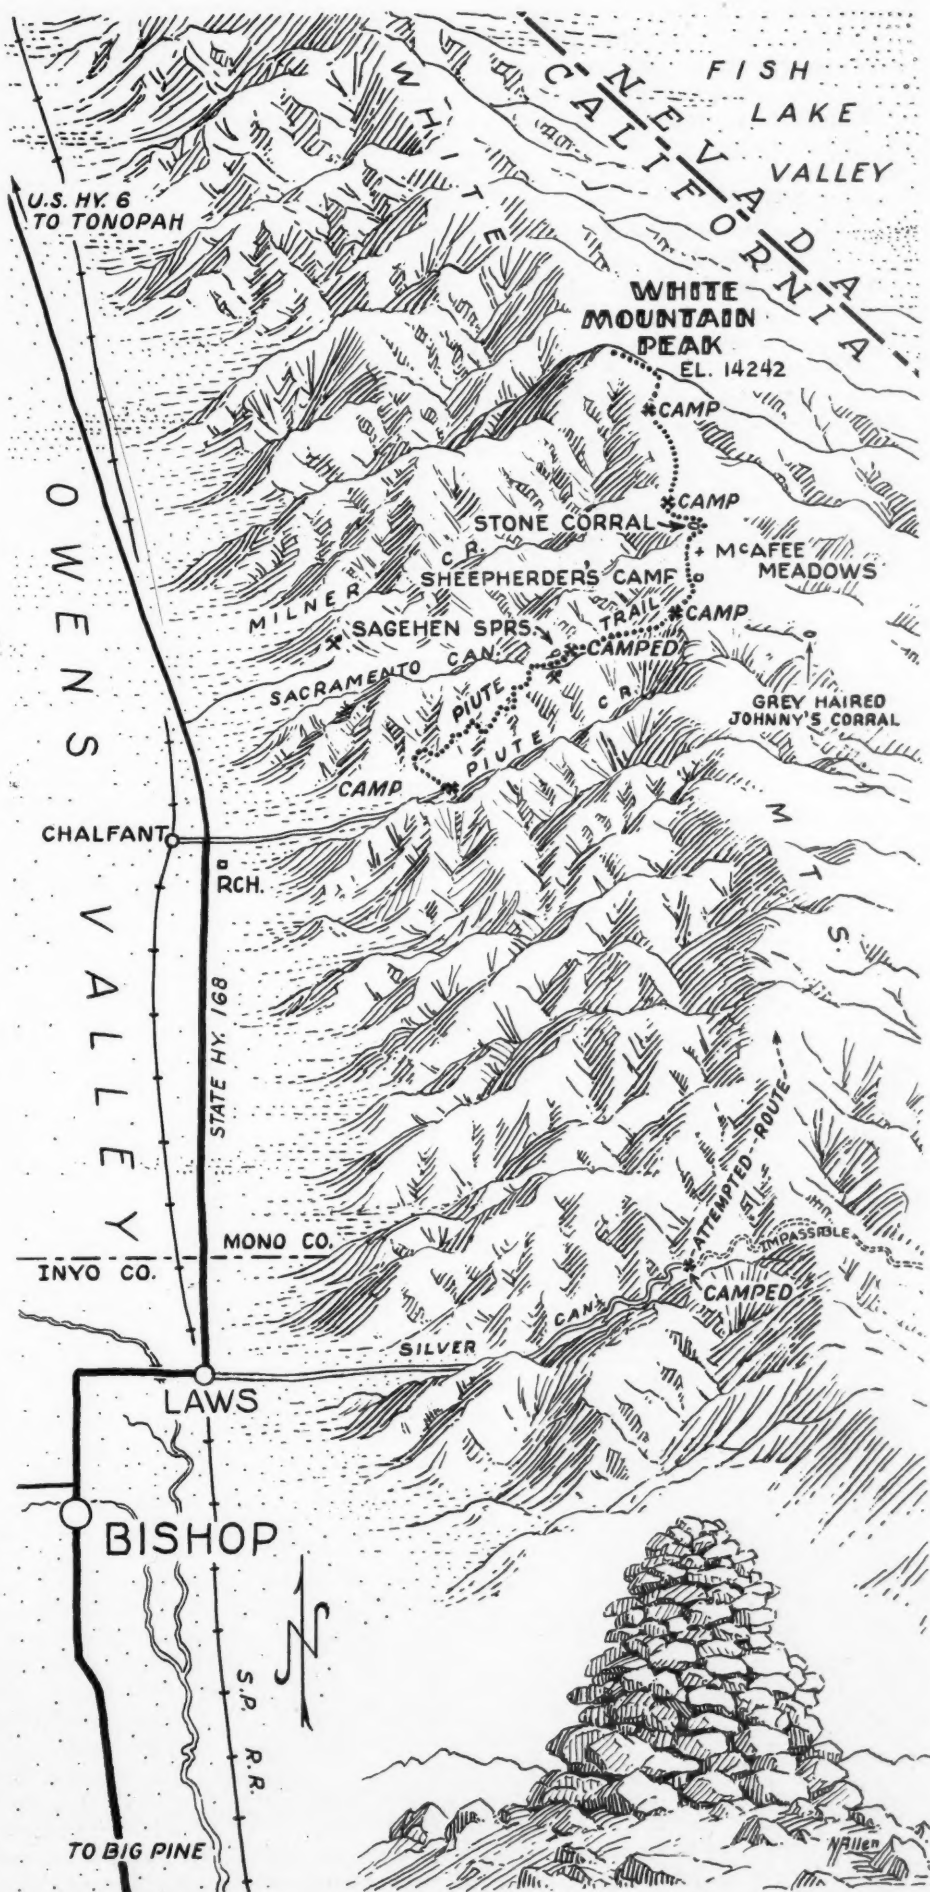 NEVADA
CALIFORNIA
FISH
LAKE
VALLEY
WHITE
MTS.
U.S. HY. 6
TO TONOPAH
WHITE
MOUNTAIN
PEAK
EL. 14242
CAMP
CAMP
STONE CORRAL
McAFEE
MEADOWS
MILNER CR.
SHEEPHERDER'S CAMP
CAMP
SAGEHEN SPRS.
CAMPED
PIUTE TRAIL
SACRAMENTO CAN.
PIUTE CR.
GREY HAIRED
JOHNNY'S CORRAL
CAMP
OWENS VALLEY
CHALFANT
RCH.
STATE HY. 168
ATTEMPTED ROUTE
IMPASSIBLE
MONO CO.
INYO CO.
CAMPED
SILVER CAN.
LAWS
BISHOP
N
S.P. R.R.
TO BIG PINE
NAllen